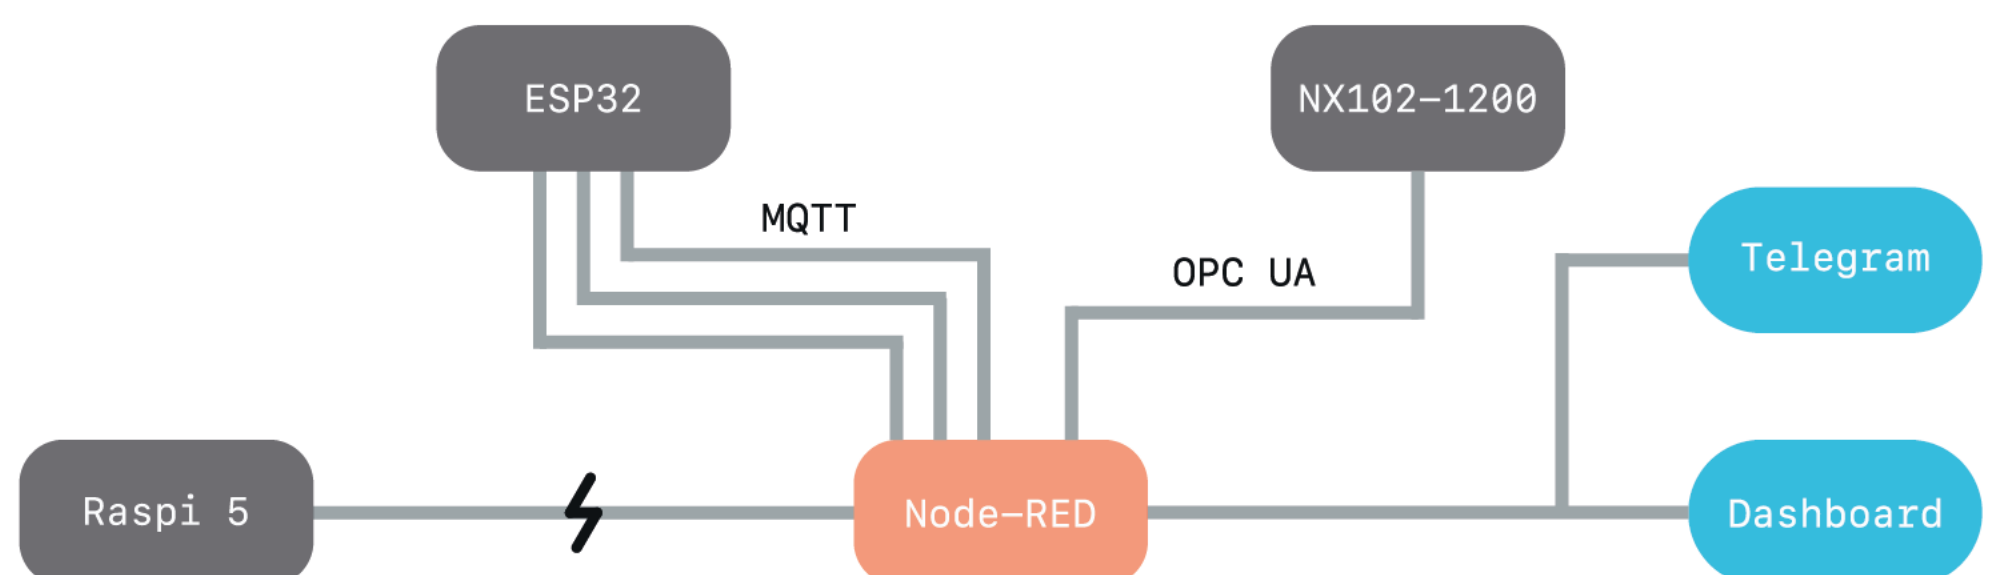 ESP32
NX102-1200
MQTT
Telegram
OPC UA
Raspi 5
Node-RED
Dashboard